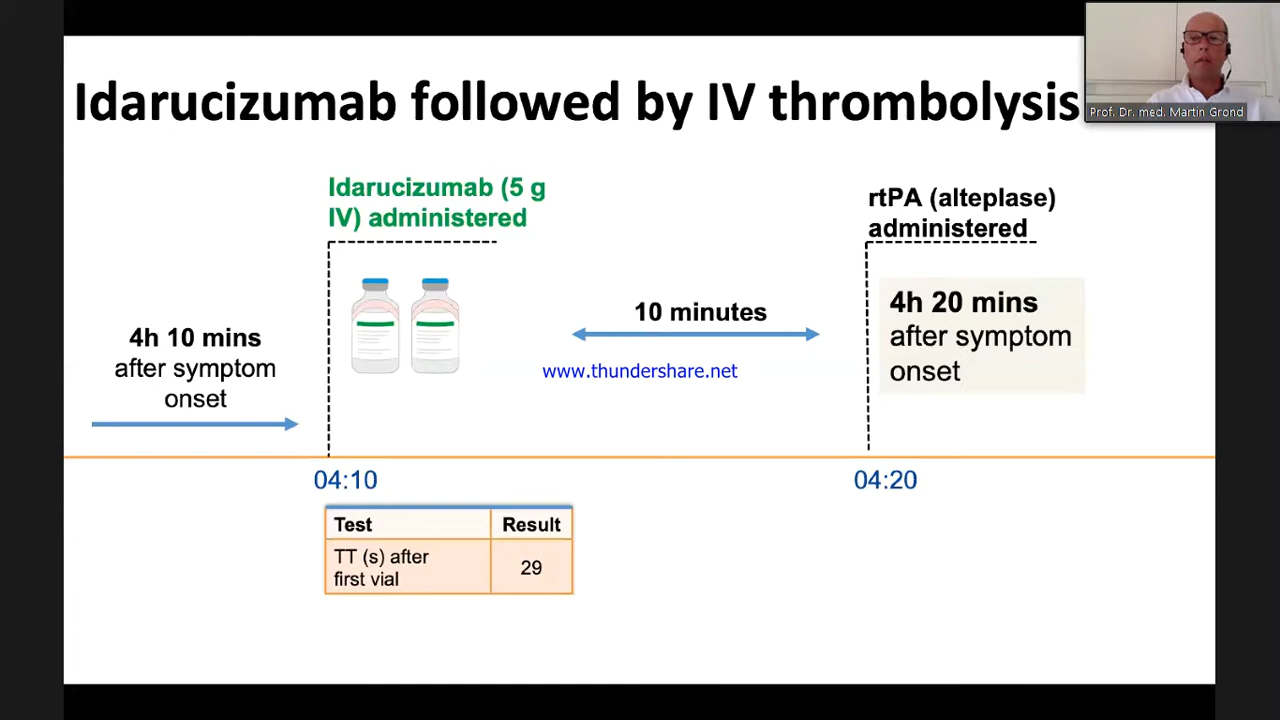 Idarucizumab followed by IV thrombolysis
Prof. Dr. med. Martin Grond
Idarucizumab (5 g
IV) administered
rtPA (alteplase)
administered
4h 10 mins
after symptom
onset
10 minutes
www.thundershare.net
4h 20 mins
after symptom
onset
04:10
04:20
Test Result
TT (s) after
first vial
29